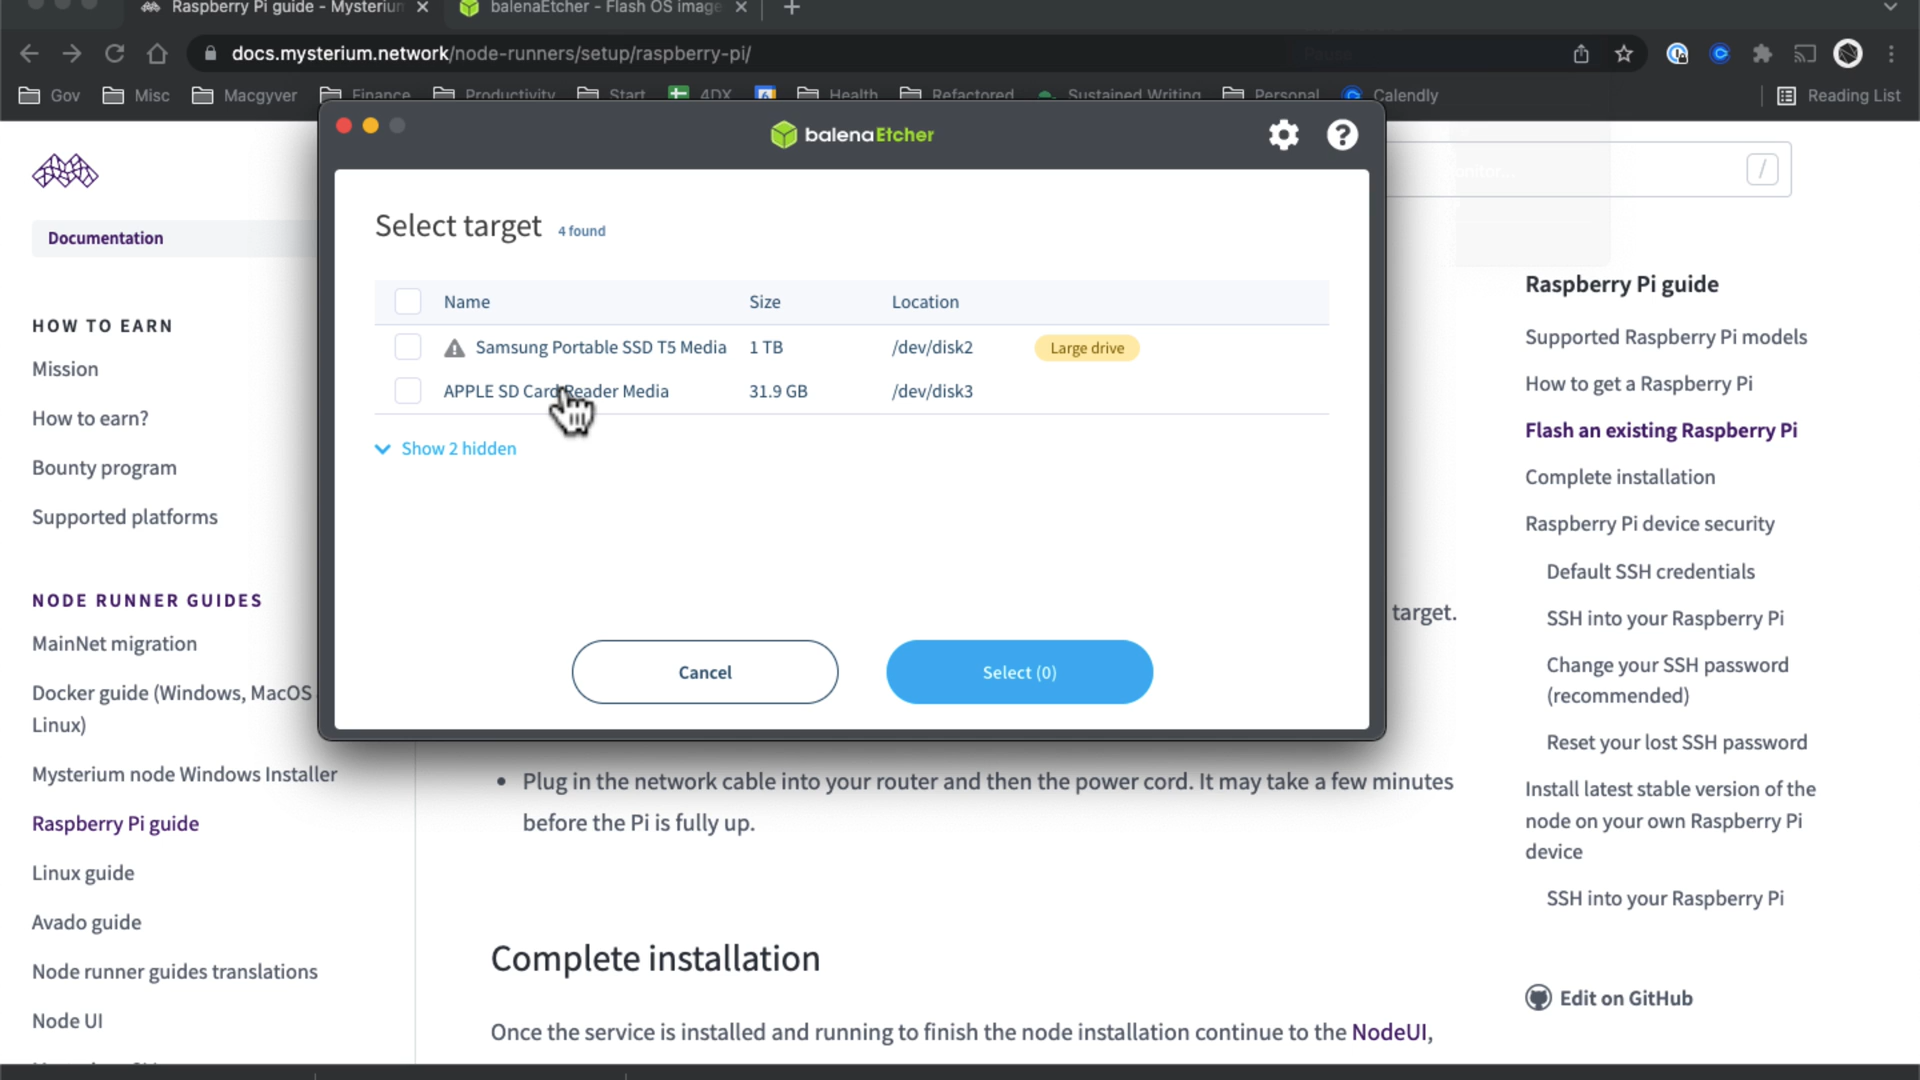 Raspberry Pi guide - Mysterium
balenaEtcher - Flash OS image
docs.mysterium.network/node-runners/setup/raspberry-pi/
Gov
Misc
Macgyver
Finance
Productivity
Start
4DX
Health
Refactored
Sustained Writing
Personal
Calendly
Reading List
balenaEtcher
Select target 4 found
Name Size Location
Samsung Portable SSD T5 Media 1 TB /dev/disk2 Large drive
APPLE SD Card Reader Media 31.9 GB /dev/disk3
Show 2 hidden
Cancel
Select (0)
/
Documentation
HOW TO EARN
Mission
How to earn?
Bounty program
Supported platforms
NODE RUNNER GUIDES
MainNet migration
Docker guide (Windows, MacOS
Linux)
Mysterium node Windows Installer
Raspberry Pi guide
Linux guide
Avado guide
Node runner guides translations
Node UI
target.
Plug in the network cable into your router and then the power cord. It may take a few minutes
before the Pi is fully up.
Complete installation
Once the service is installed and running to finish the node installation continue to the NodeUI,
Raspberry Pi guide
Supported Raspberry Pi models
How to get a Raspberry Pi
Flash an existing Raspberry Pi
Complete installation
Raspberry Pi device security
Default SSH credentials
SSH into your Raspberry Pi
Change your SSH password
(recommended)
Reset your lost SSH password
Install latest stable version of the
node on your own Raspberry Pi
device
SSH into your Raspberry Pi
Edit on GitHub